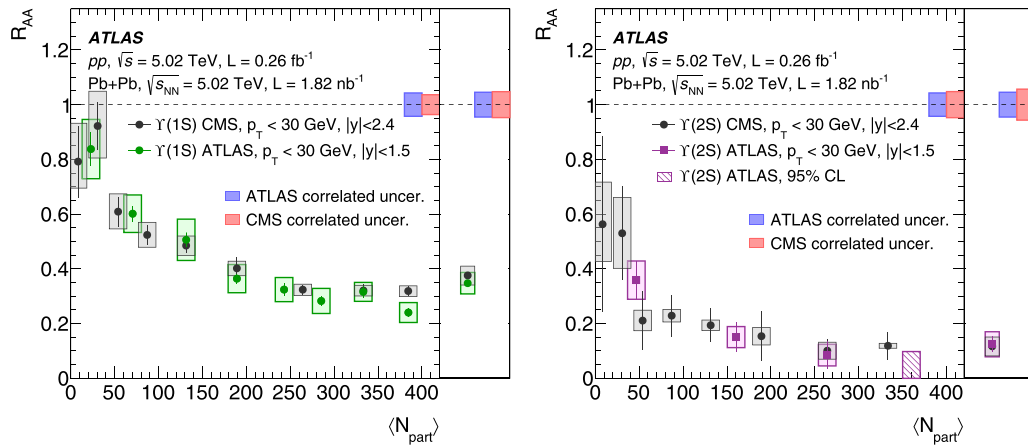 R_AA
ATLAS
pp, √s = 5.02 TeV, L = 0.26 fb⁻¹
Pb+Pb, √s_NN = 5.02 TeV, L = 1.82 nb⁻¹
ϒ(1S) CMS, p_T < 30 GeV, |y|<2.4
ϒ(1S) ATLAS, p_T < 30 GeV, |y|<1.5
ATLAS correlated uncer.
CMS correlated uncer.
1.2
1
0.8
0.6
0.4
0.2
0
0 50 100 150 200 250 300 350 400
⟨N_part⟩
R_AA
ATLAS
pp, √s = 5.02 TeV, L = 0.26 fb⁻¹
Pb+Pb, √s_NN = 5.02 TeV, L = 1.82 nb⁻¹
ϒ(2S) CMS, p_T < 30 GeV, |y|<2.4
ϒ(2S) ATLAS, p_T < 30 GeV, |y|<1.5
ϒ(2S) ATLAS, 95% CL
ATLAS correlated uncer.
CMS correlated uncer.
1.2
1
0.8
0.6
0.4
0.2
0
0 50 100 150 200 250 300 350 400
⟨N_part⟩